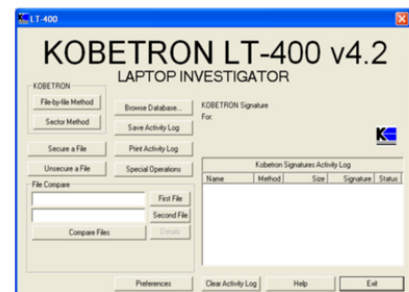 LT-400
KOBETRON LT-400 v4.2
LAPTOP INVESTIGATOR
KOBETRON
File-by-file Method
Sector Method
Browse Database...
Save Activity Log
KOBETRON Signature
For:
Secure a File
Print Activity Log
Unsecure a File
Special Operations
Kobetron Signatures Activity Log
Name Method Size Signature Status
File Compare
First File
Second File
Compare Files
Details
Preferences
Clear Activity Log
Help
Exit